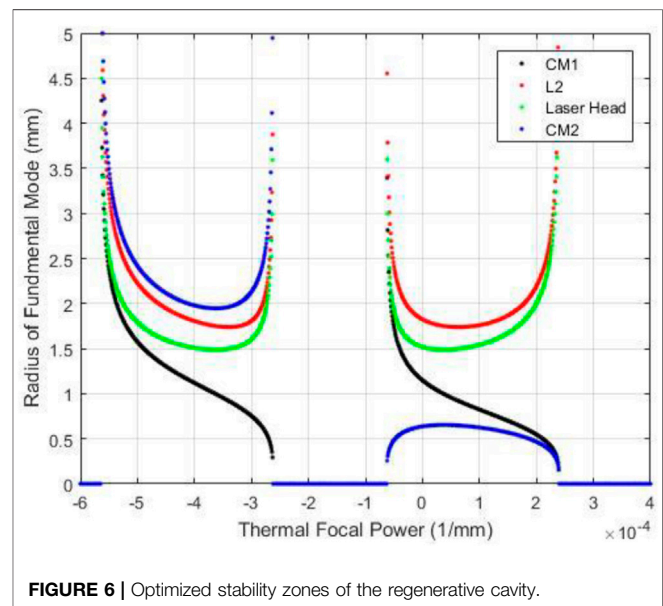 5
4.5
4
3.5
3
2.5
2
1.5
1
0.5
0
Radius of Fundmental Mode (mm)
CM1
L2
Laser Head
CM2
-6 -5 -4 -3 -2 -1 0 1 2 3 4
Thermal Focal Power (1/mm)
× 10⁻⁴
FIGURE 6 | Optimized stability zones of the regenerative cavity.